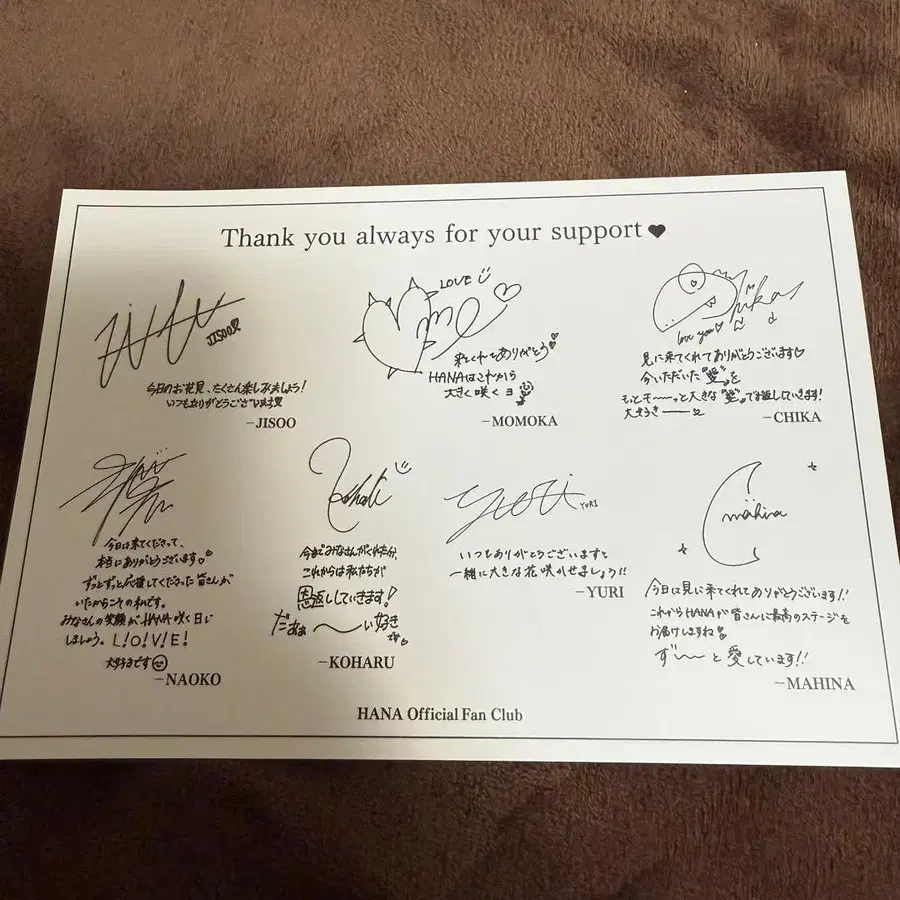 Thank you always for your support♥
JISOO♡
今日のお花見、たくさん楽しみましょう!
いつもありがとうございます
–JISOO
LOVE
me
来てくれてありがとう♡
HANAはこれから
大きく咲くヨ
–MOMOKA
chika
love you♡
見に来てくれてありがとうございます♡
今いただいた"愛"を
もっとモ〜〜っと大きな"愛"でお返ししていきます!
大好き
–CHIKA
今日は来てくださって、
本当にありがとうございます♡
ずっとずっと応援してくださった皆さんが
いたからこその私です。
みなさんの笑顔がHANA咲く日に
しましょう。L!O!V!E!
大好きです
–NAOKO
Koharu
今までみなさんがくれた分、
これからは私たちが
恩返ししていきます!
だぁぁ〜〜い好き
です
–KOHARU
yuri
YURI
いつもありがとうございます
一緒に大きな花咲かせましょう!!
–YURI
mahina
今日は見に来てくれてありがとうございます!!
これからHANAが皆さんに最高のステージを
お届けしますね
ず〜〜と愛しています!!
–MAHINA
HANA Official Fan Club